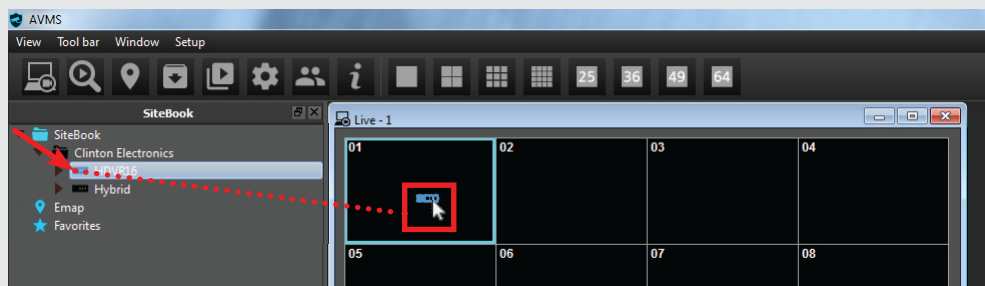 AVMS
View Tool bar Window Setup
i 25 36 49 64
SiteBook
SiteBook
Clinton Electronics
HDVR16
Hybrid
Emap
Favorites
Live - 1
01 02 03 04
05 06 07 08